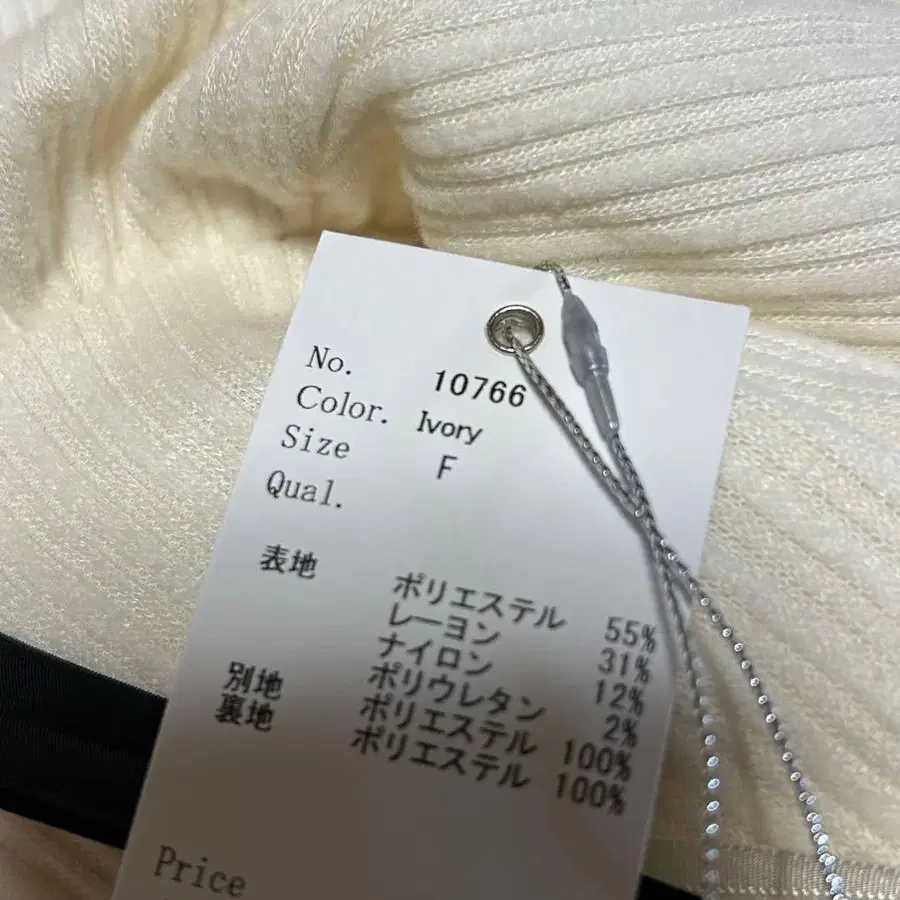 No. 10766
Color. Ivory
Size F
Qual.
表地 ポリエステル 55%
レーヨン 31%
ナイロン 12%
ポリウレタン 2%
別地 ポリエステル 100%
裏地 ポリエステル 100%
Price